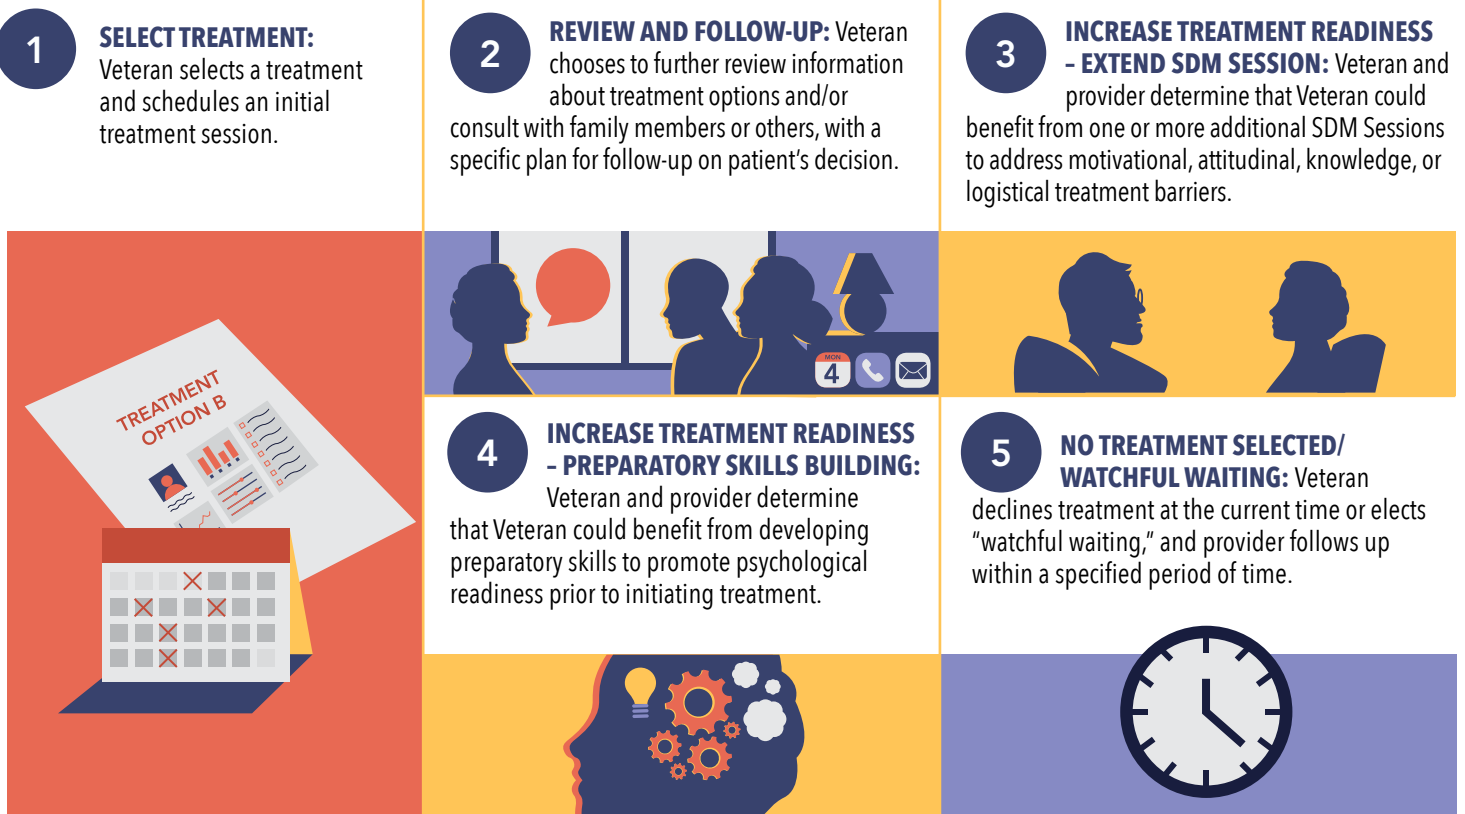 1
SELECT TREATMENT:
Veteran selects a treatment
and schedules an initial
treatment session.
2
REVIEW AND FOLLOW-UP: Veteran
chooses to further review information
about treatment options and/or
consult with family members or others, with a
specific plan for follow-up on patient’s decision.
3
INCREASE TREATMENT READINESS
– EXTEND SDM SESSION: Veteran and
provider determine that Veteran could
benefit from one or more additional SDM Sessions
to address motivational, attitudinal, knowledge, or
logistical treatment barriers.
TREATMENT
OPTION B
MON
4
4
INCREASE TREATMENT READINESS
– PREPARATORY SKILLS BUILDING:
Veteran and provider determine
that Veteran could benefit from developing
preparatory skills to promote psychological
readiness prior to initiating treatment.
5
NO TREATMENT SELECTED/
WATCHFUL WAITING: Veteran
declines treatment at the current time or elects
“watchful waiting,” and provider follows up
within a specified period of time.